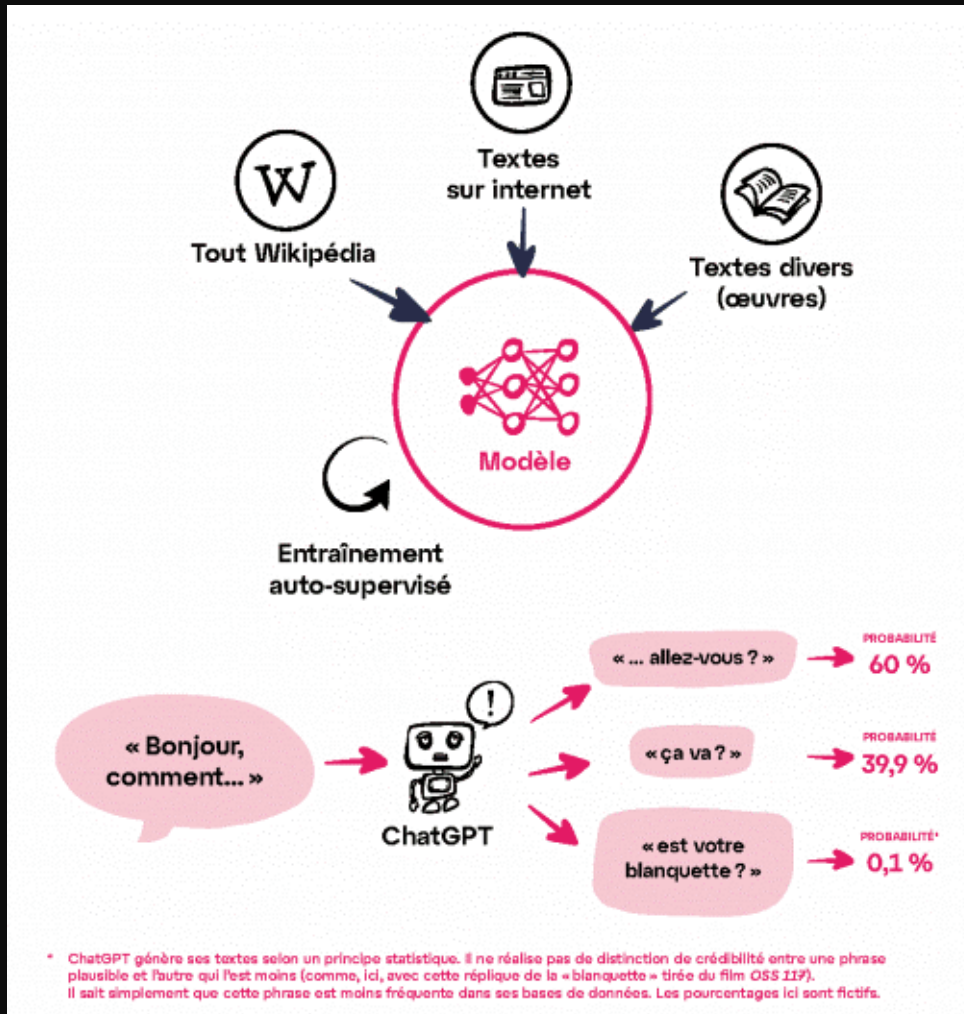 W
Textes
sur internet
Tout Wikipédia
Textes divers
(œuvres)
Modèle
Entraînement
auto-supervisé
« Bonjour,
comment... »
!
ChatGPT
« ... allez-vous ? »
PROBABILITÉ
60 %
« ça va ? »
PROBABILITÉ
39,9 %
« est votre
blanquette ? »
PROBABILITÉ*
0,1 %
* ChatGPT génère ses textes selon un principe statistique. Il ne réalise pas de distinction de crédibilité entre une phrase
plausible et l'autre qui l'est moins (comme, ici, avec cette réplique de la « blanquette » tirée du film OSS 117).
Il sait simplement que cette phrase est moins fréquente dans ses bases de données. Les pourcentages ici sont fictifs.